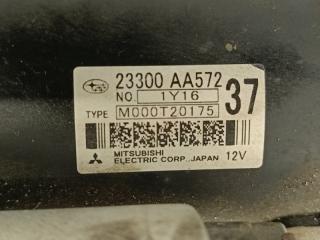 23300 AA572
NO. 1Y16
37
TYPE M000T20175
MITSUBISHI
ELECTRIC CORP., JAPAN 12V